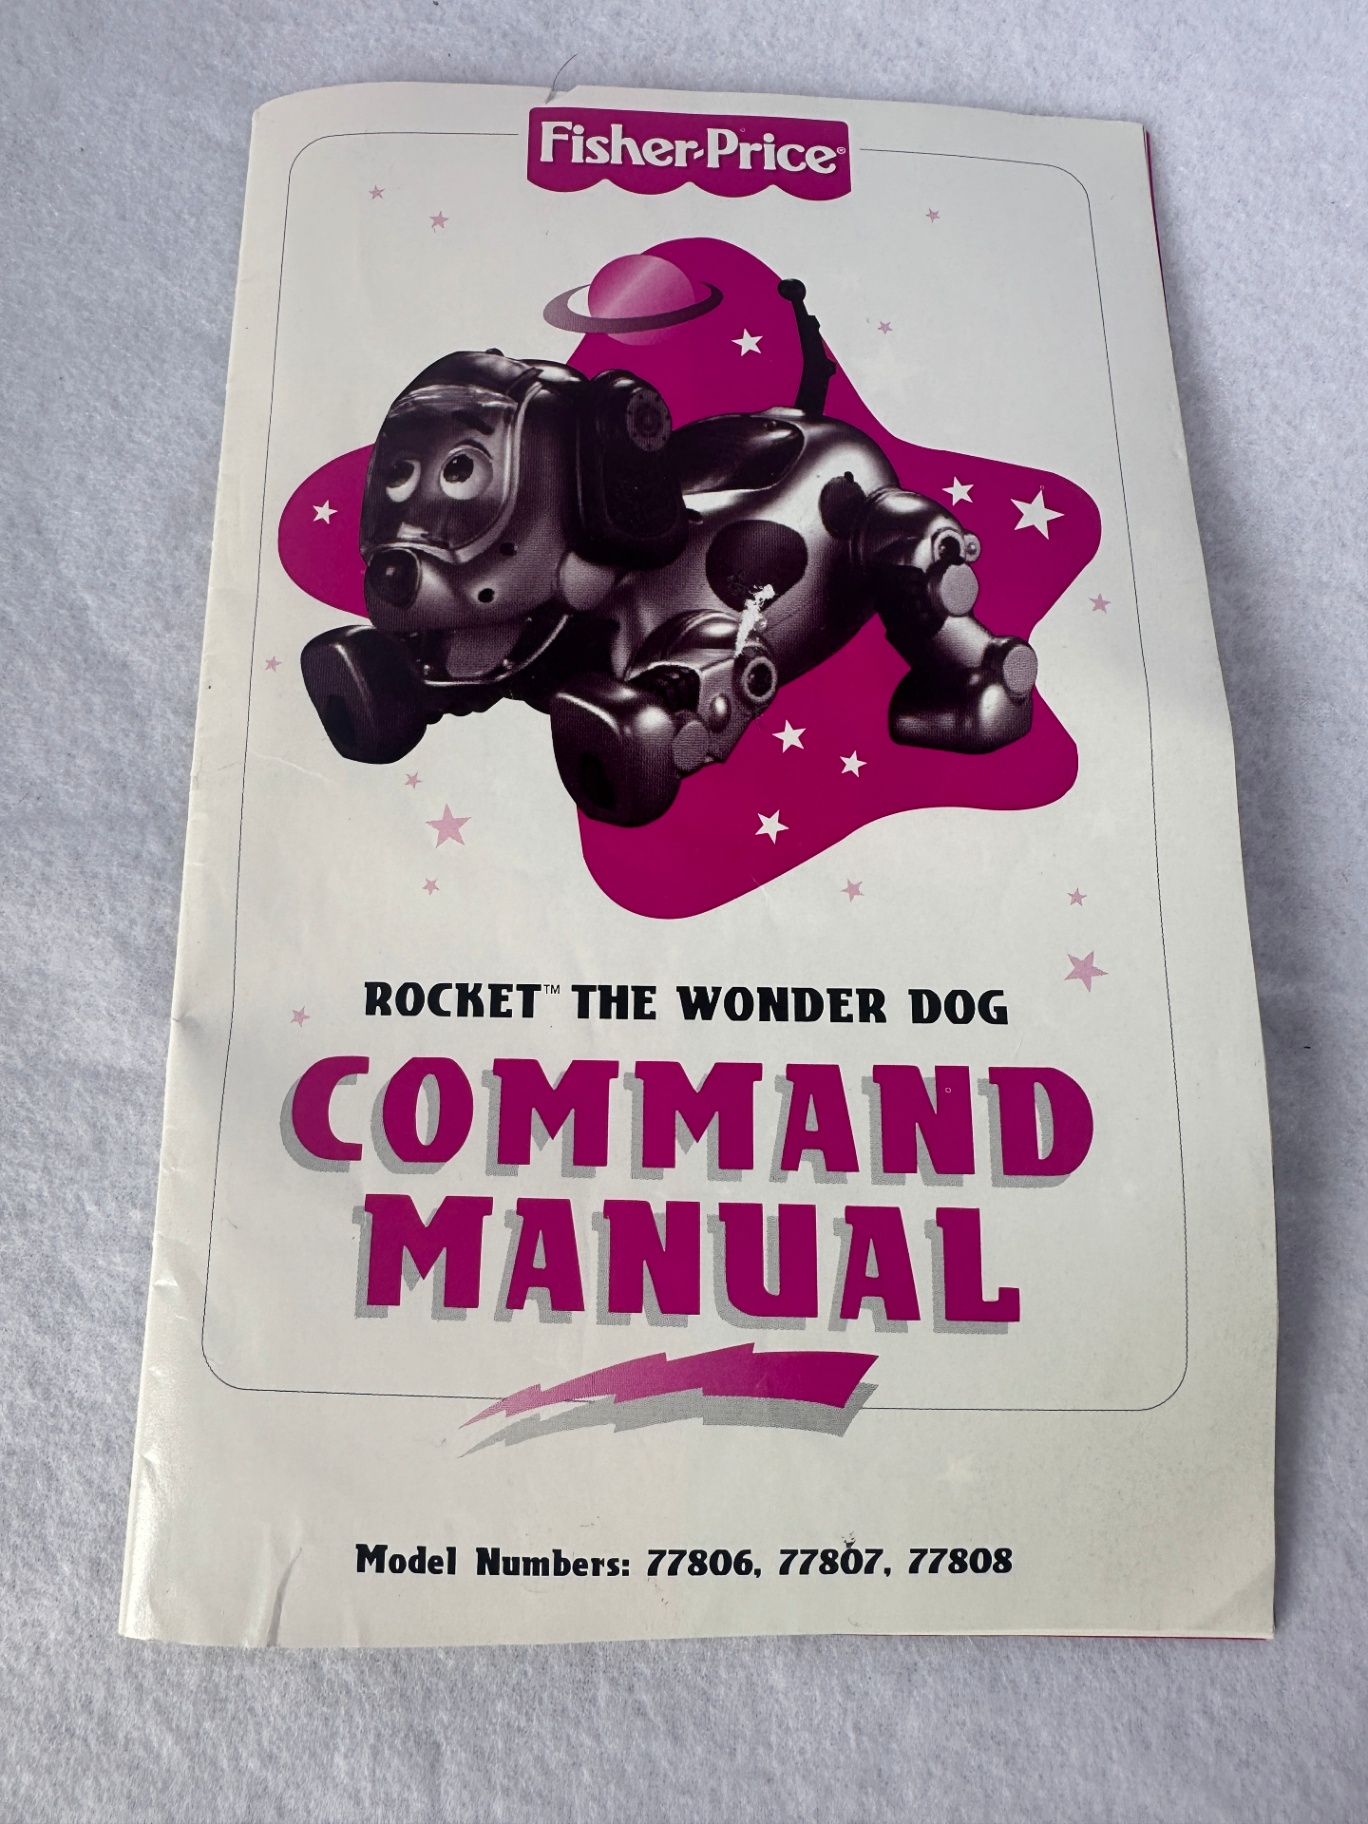 Fisher-Price®
ROCKET™ THE WONDER DOG
COMMAND
MANUAL
Model Numbers: 77806, 77807, 77808